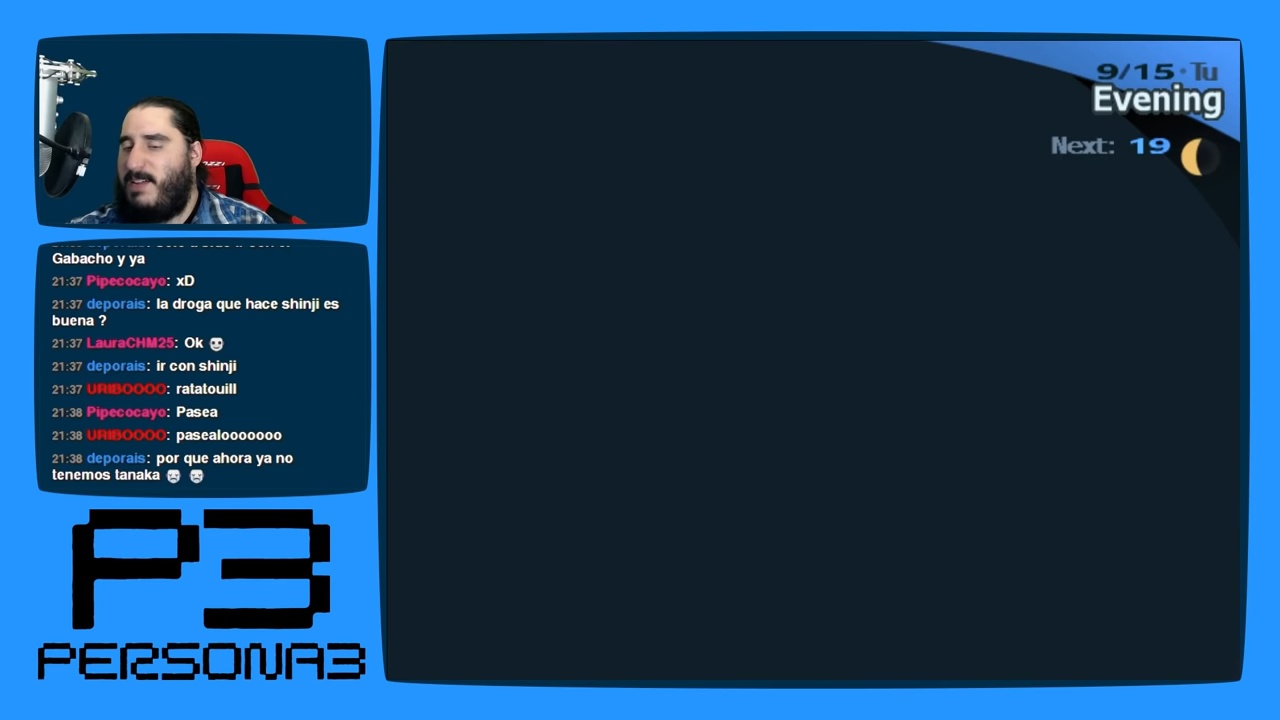 9/15·Tu
Evening
Next: 19
Gabacho y ya
21:37 Pipecocayo: xD
21:37 deporais: la droga que hace shinji es
buena ?
21:37 LauraCHM25: Ok
21:37 deporais: ir con shinji
21:37 URIBOOOO: ratatouill
21:38 Pipecocayo: Pasea
21:38 URIBOOOO: pasealooooooo
21:38 deporais: por que ahora ya no
tenemos tanaka
P3
PERSONA3